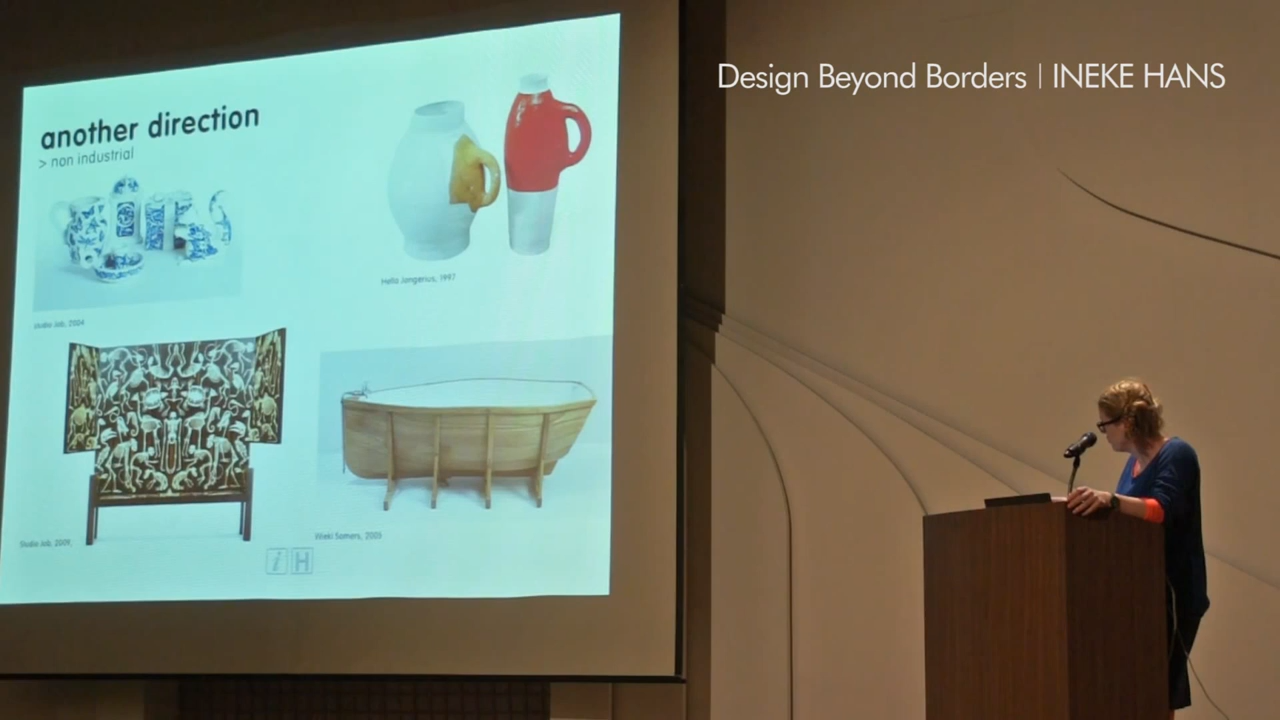 Design Beyond Borders | INEKE HANS
another direction
> non industrial
Hella Jongerius, 1997
Studio Job, 2004
Studio Job, 2009
Wieki Somers, 2005
i H